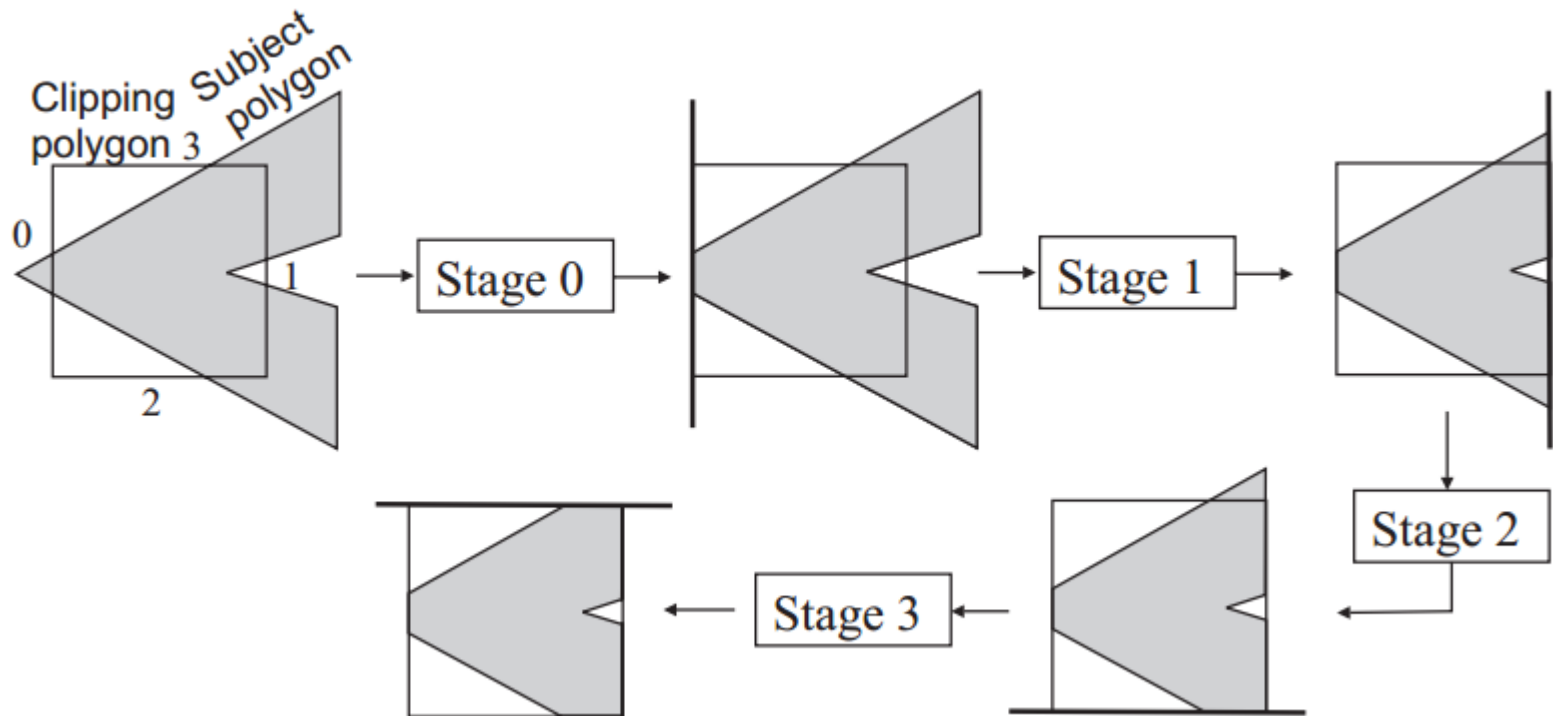 Clipping
polygon
Subject
polygon
3
0
1
2
Stage 0
Stage 1
Stage 2
Stage 3